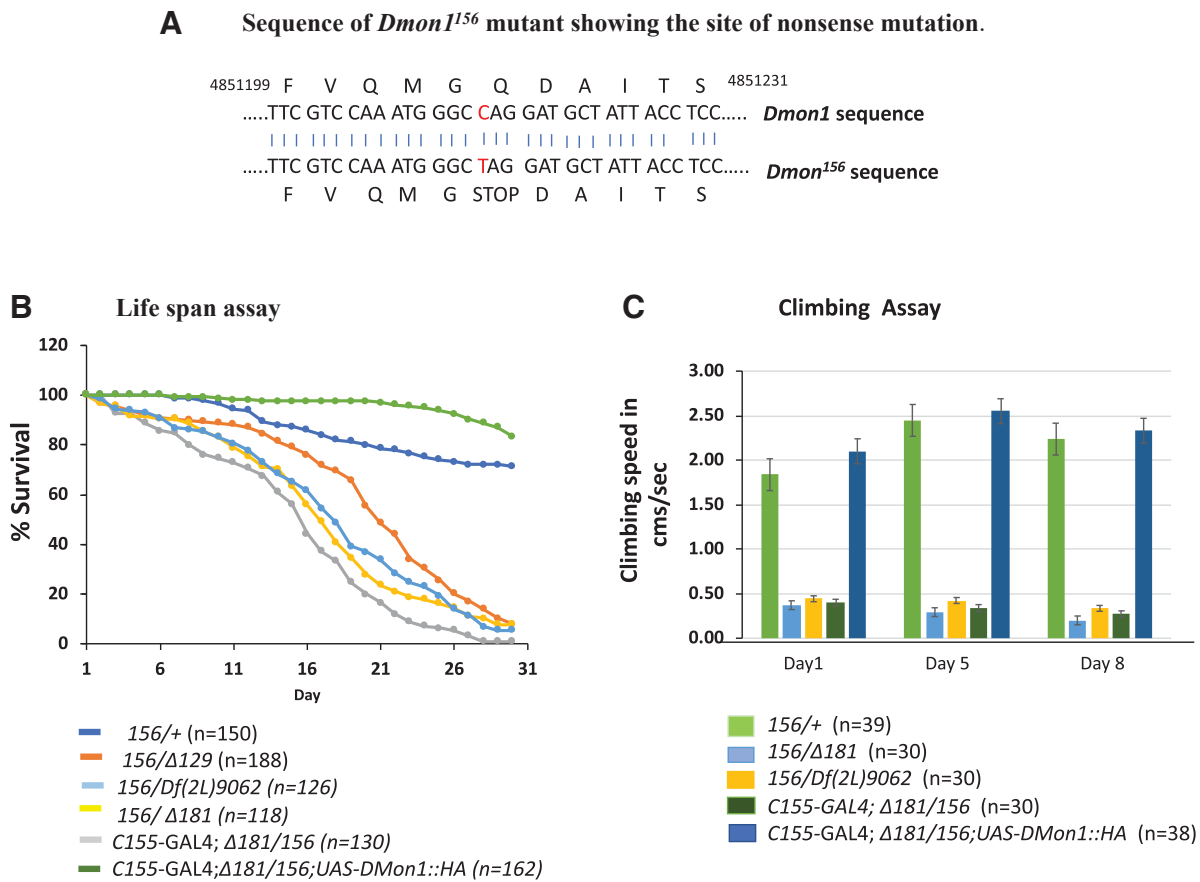 A Sequence of Dmon1¹⁵⁶ mutant showing the site of nonsense mutation.
4851199 F V Q M G Q D A I T S 4851231
.....TTC GTC CAA ATG GGC CAG GAT GCT ATT ACC TCC..... Dmon1 sequence
.....TTC GTC CAA ATG GGC TAG GAT GCT ATT ACC TCC..... Dmon¹⁵⁶ sequence
F V Q M G STOP D A I T S
B Life span assay
% Survival
120
100
80
60
40
20
0
1 6 11 16 21 26 31
Day
156/+ (n=150)
156/Δ129 (n=188)
156/Df(2L)9062 (n=126)
156/ Δ181 (n=118)
C155-GAL4; Δ181/156 (n=130)
C155-GAL4;Δ181/156;UAS-DMon1::HA (n=162)
C Climbing Assay
Climbing speed in
cms/sec
3.00
2.50
2.00
1.50
1.00
0.50
0.00
Day1 Day 5 Day 8
156/+ (n=39)
156/Δ181 (n=30)
156/Df(2L)9062 (n=30)
C155-GAL4; Δ181/156 (n=30)
C155-GAL4; Δ181/156;UAS-DMon1::HA (n=38)